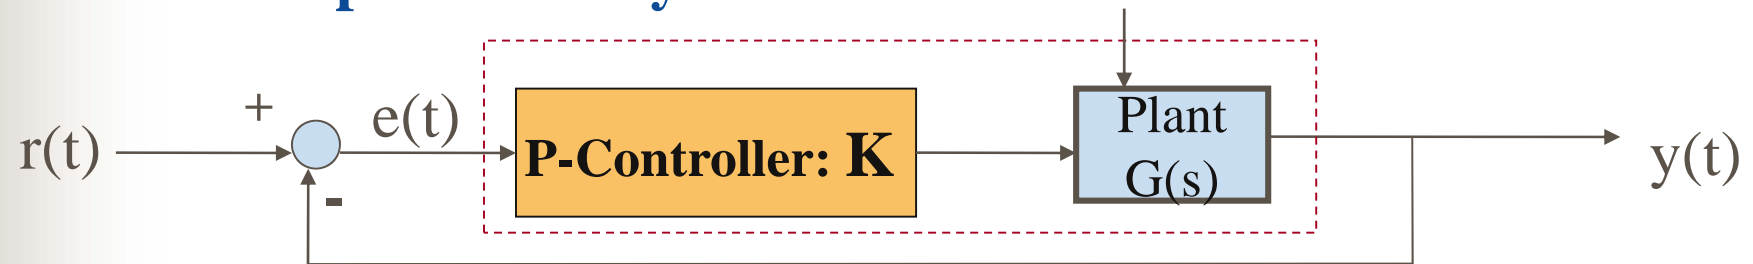 +
e(t)
r(t)
P-Controller: K
Plant
G(s)
y(t)
-